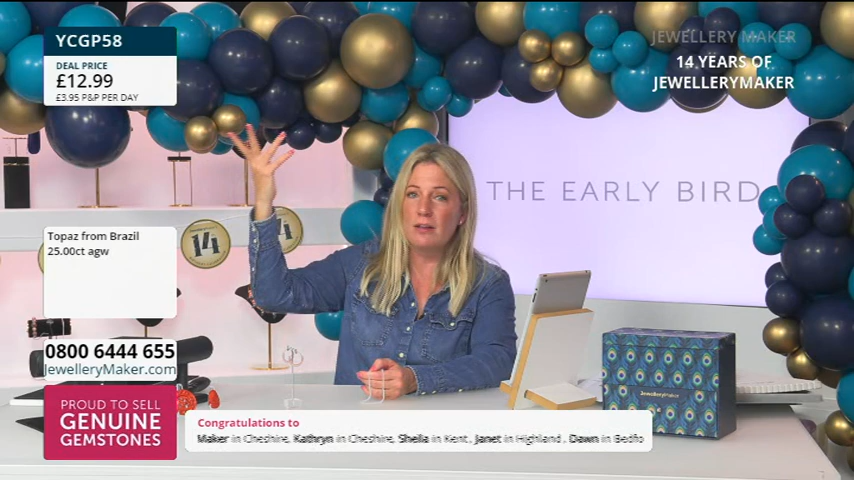 YCGP58
DEAL PRICE
£12.99
£3.95 P&P PER DAY
JEWELLERY MAKER
14 YEARS OF
JEWELLERYMAKER
THE EARLY BIRD
Topaz from Brazil
25.00ct agw
14
0800 6444 655
JewelleryMaker.com
PROUD TO SELL
GENUINE
GEMSTONES
Congratulations to
Maker in Cheshire, Kathryn in Cheshire, Sheila in Kent, Janet in Highland, Dawn in Bedfo
JewelleryMaker